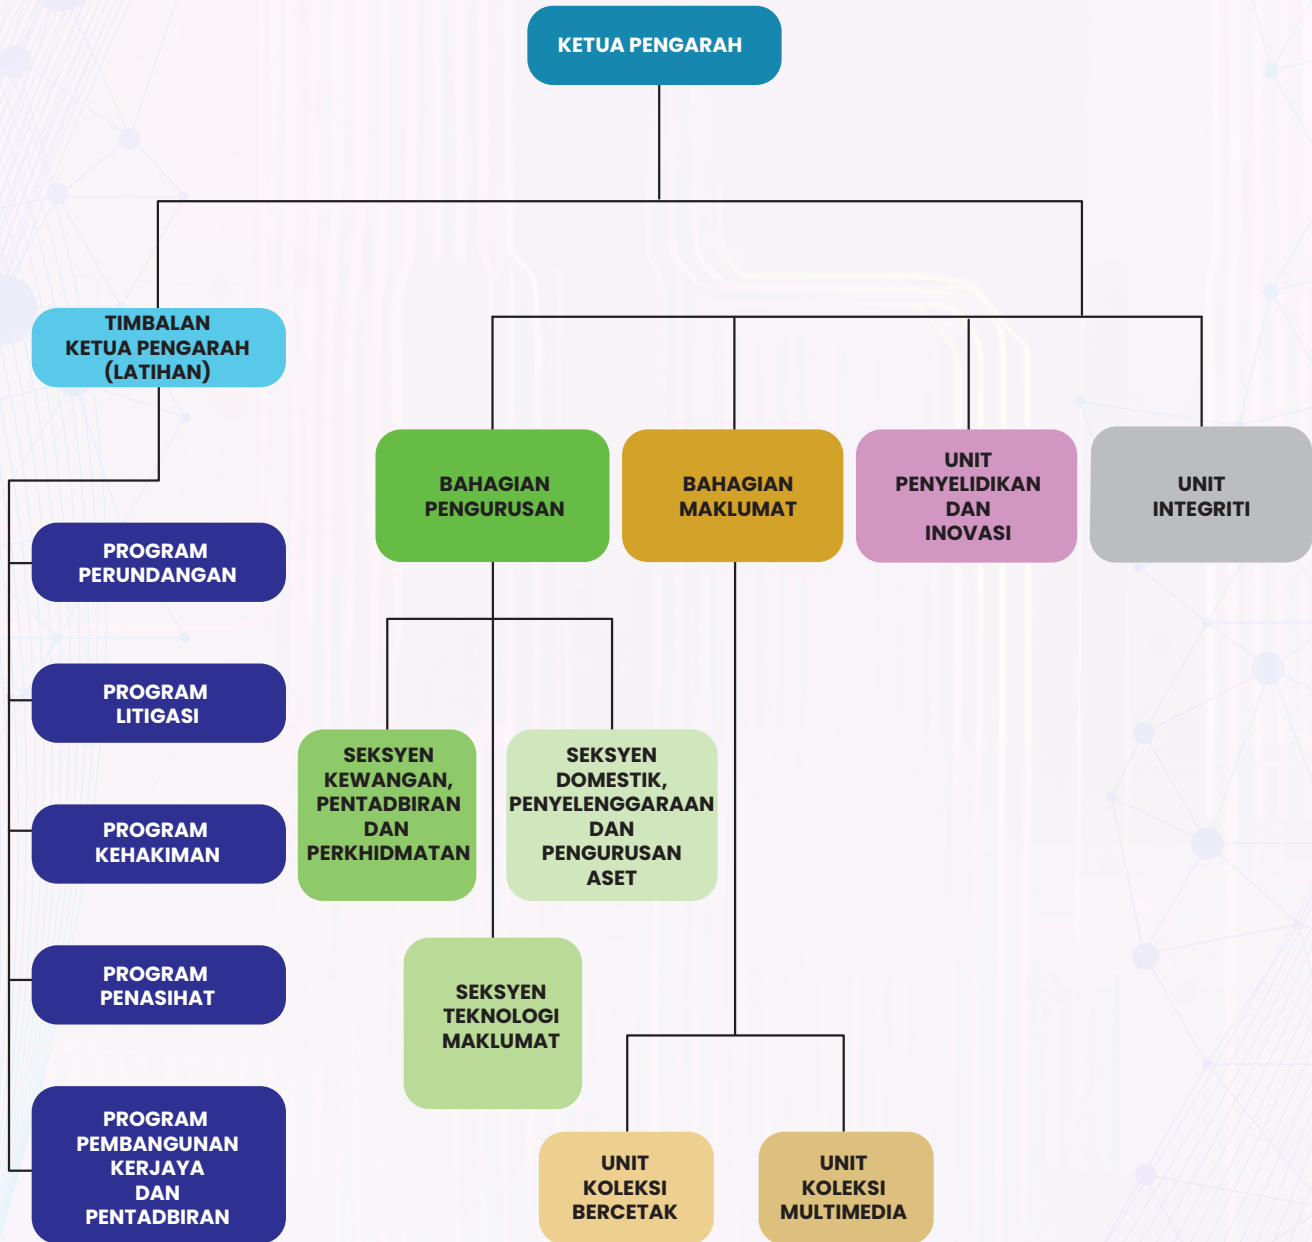 KETUA PENGARAH
TIMBALAN
KETUA PENGARAH
(LATIHAN)
BAHAGIAN
PENGURUSAN
BAHAGIAN
MAKLUMAT
UNIT
PENYELIDIKAN
DAN
INOVASI
UNIT
INTEGRITI
PROGRAM
PERUNDANGAN
PROGRAM
LITIGASI
PROGRAM
KEHAKIMAN
PROGRAM
PENASIHAT
PROGRAM
PEMBANGUNAN
KERJAYA
DAN
PENTADBIRAN
SEKSYEN
KEWANGAN,
PENTADBIRAN
DAN
PERKHIDMATAN
SEKSYEN
DOMESTIK,
PENYELENGGARAAN
DAN
PENGURUSAN
ASET
SEKSYEN
TEKNOLOGI
MAKLUMAT
UNIT
KOLEKSI
BERCETAK
UNIT
KOLEKSI
MULTIMEDIA